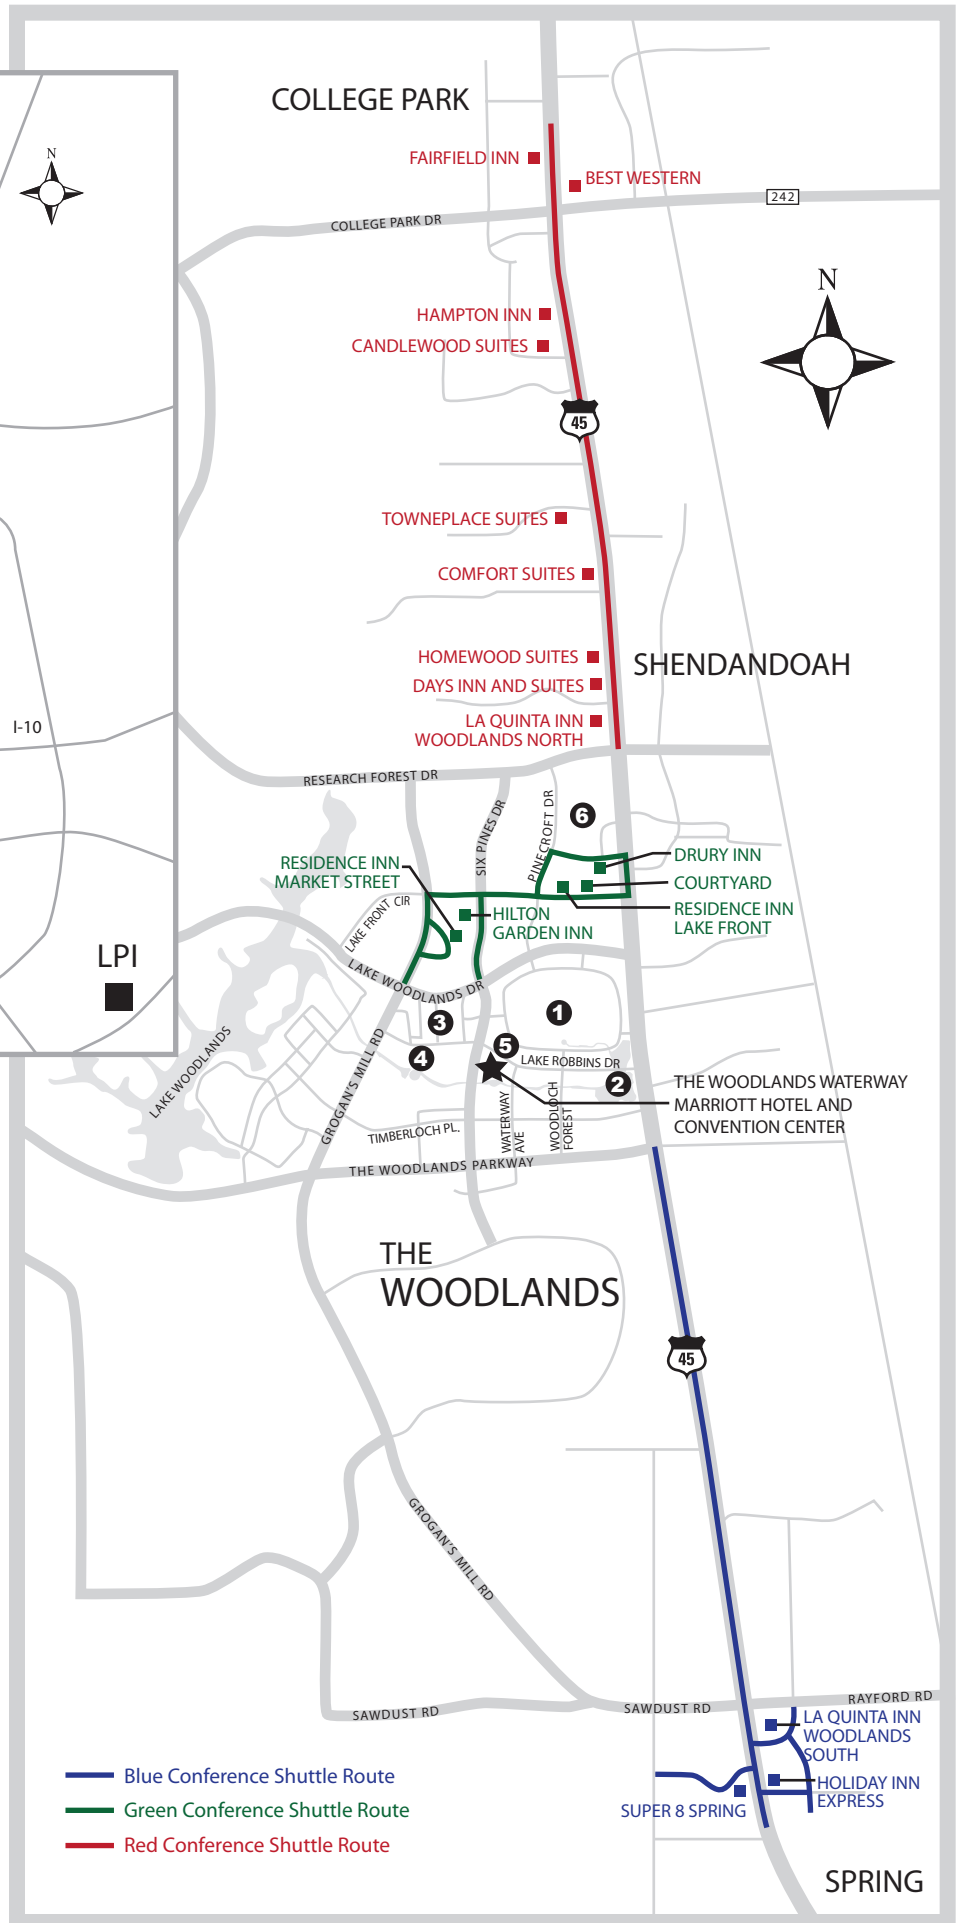 COLLEGE PARK
N
FAIRFIELD INN
BEST WESTERN
242
COLLEGE PARK DR
N
HAMPTON INN
CANDLEWOOD SUITES
45
TOWNEPLACE SUITES
COMFORT SUITES
HOMEWOOD SUITES
SHENDANDOAH
DAYS INN AND SUITES
LA QUINTA INN
WOODLANDS NORTH
I-10
RESEARCH FOREST DR
SIX PINES DR
PINECROFT DR
6
DRURY INN
RESIDENCE INN
MARKET STREET
COURTYARD
LAKE FRONT CIR
RESIDENCE INN
LAKE FRONT
HILTON
GARDEN INN
LPI
LAKE WOODLANDS DR
1
3
5
4
LAKE ROBBINS DR
2
LAKE WOODLANDS
GROGAN'S MILL RD
THE WOODLANDS WATERWAY
MARRIOTT HOTEL AND
CONVENTION CENTER
TIMBERLOCH PL.
WATERWAY
AVE
WOODLOCH
FOREST
THE WOODLANDS PARKWAY
THE
WOODLANDS
45
GROGAN'S MILL RD
SAWDUST RD
SAWDUST RD
RAYFORD RD
LA QUINTA INN
WOODLANDS
SOUTH
HOLIDAY INN
EXPRESS
SUPER 8 SPRING
Blue Conference Shuttle Route
Green Conference Shuttle Route
Red Conference Shuttle Route
SPRING